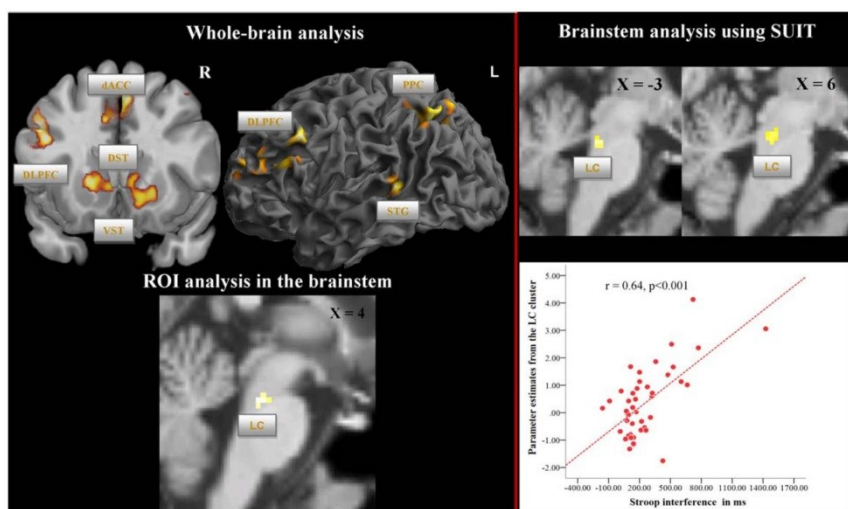 Whole-brain analysis
R
L
dACC
DLPFC
DST
VST
PPC
DLPFC
STG
ROI analysis in the brainstem
X = 4
LC
Brainstem analysis using SUIT
X = -3
X = 6
LC
LC
r = 0.64, p<0.001
Parameter estimates from the LC cluster
5.00
4.00
3.00
2.00
1.00
.00
-1.00
-2.00
-400.00 -100.00 200.00 500.00 800.00 1100.00 1400.00 1700.00
Stroop interference in ms